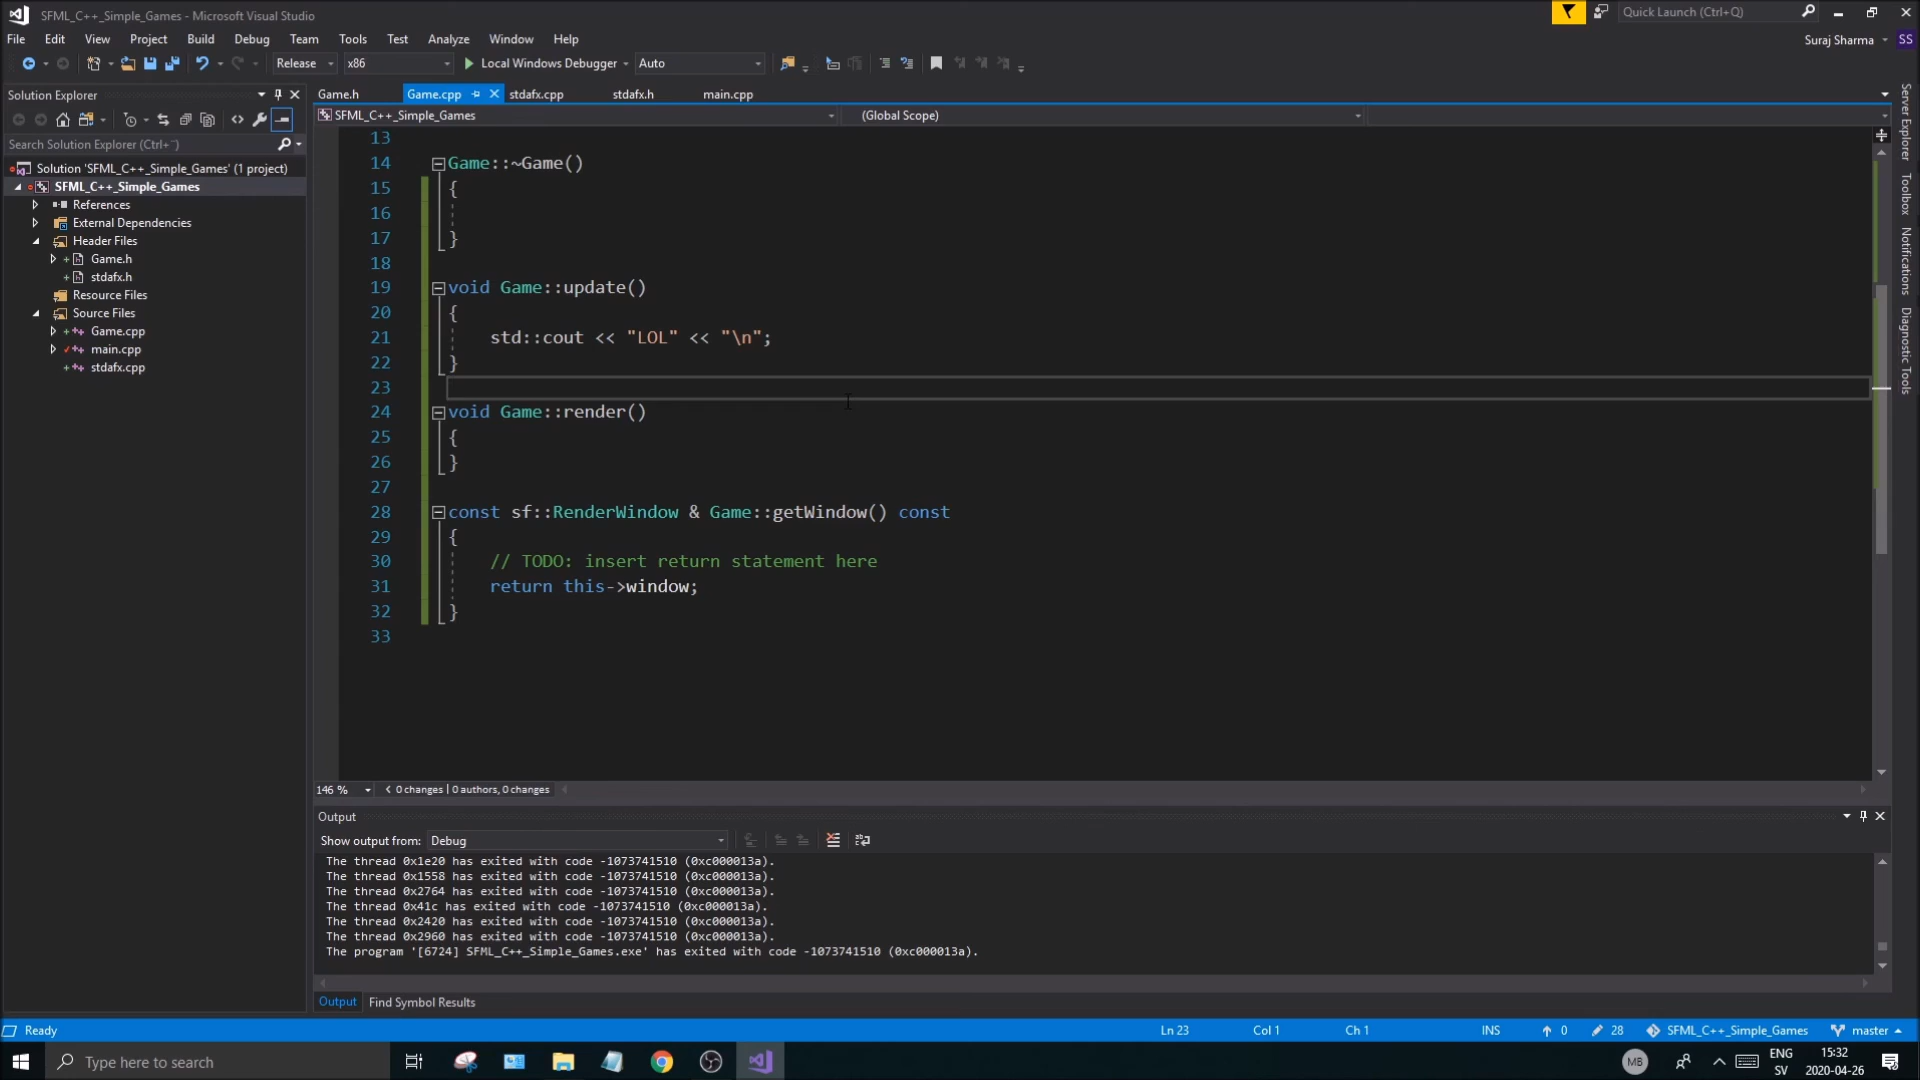 SFML_C++_Simple_Games - Microsoft Visual Studio
Quick Launch (Ctrl+Q)
File Edit View Project Build Debug Team Tools Test Analyze Window Help
Suraj Sharma SS
Release x86 Local Windows Debugger Auto
Solution Explorer
Game.h Game.cpp stdafx.cpp stdafx.h main.cpp
SFML_C++_Simple_Games (Global Scope)
Search Solution Explorer (Ctrl+¨)
Solution 'SFML_C++_Simple_Games' (1 project)
SFML_C++_Simple_Games
References
External Dependencies
Header Files
Game.h
stdafx.h
Resource Files
Source Files
Game.cpp
main.cpp
stdafx.cpp
13
14 Game::~Game()
15 {
16
17 }
18
19 void Game::update()
20 {
21 std::cout << "LOL" << "\n";
22 }
23
24 void Game::render()
25 {
26 }
27
28 const sf::RenderWindow & Game::getWindow() const
29 {
30 // TODO: insert return statement here
31 return this->window;
32 }
33
Server Explorer
Toolbox
Notifications
Diagnostic Tools
146 % < 0 changes | 0 authors, 0 changes
Output
Show output from: Debug
The thread 0x1e20 has exited with code -1073741510 (0xc000013a).
The thread 0x1558 has exited with code -1073741510 (0xc000013a).
The thread 0x2764 has exited with code -1073741510 (0xc000013a).
The thread 0x41c has exited with code -1073741510 (0xc000013a).
The thread 0x2420 has exited with code -1073741510 (0xc000013a).
The thread 0x2960 has exited with code -1073741510 (0xc000013a).
The program '[6724] SFML_C++_Simple_Games.exe' has exited with code -1073741510 (0xc000013a).
Output Find Symbol Results
Ready Ln 23 Col 1 Ch 1 INS 0 28 SFML_C++_Simple_Games master
Type here to search
MB
ENG
SV
15:32
2020-04-26